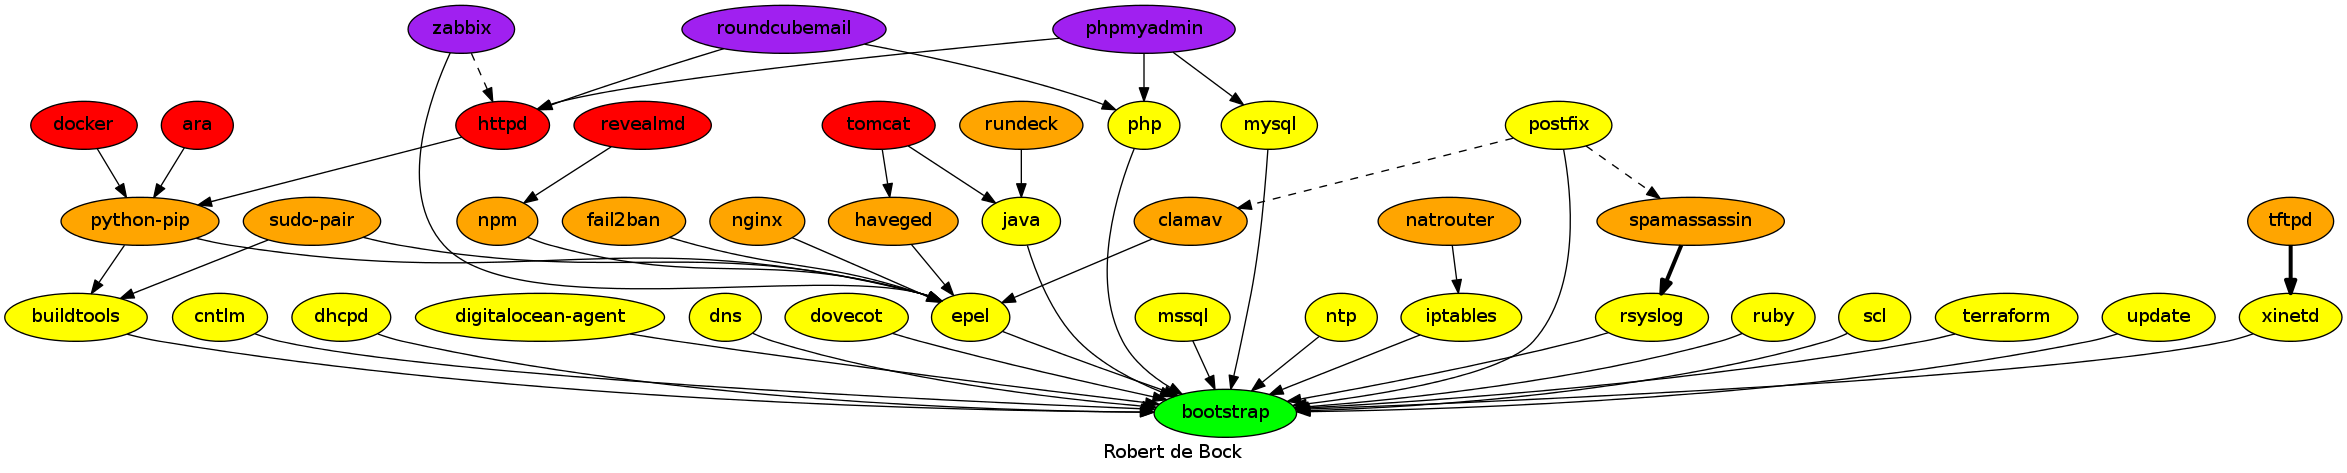 zabbix roundcubemail phpmyadmin
docker ara httpd revealmd tomcat rundeck php mysql postfix
python-pip sudo-pair npm fail2ban nginx haveged java clamav natrouter spamassassin tftpd
buildtools cntlm dhcpd digitalocean-agent dns dovecot epel mssql ntp iptables rsyslog ruby scl terraform update xinetd
bootstrap
Robert de Bock